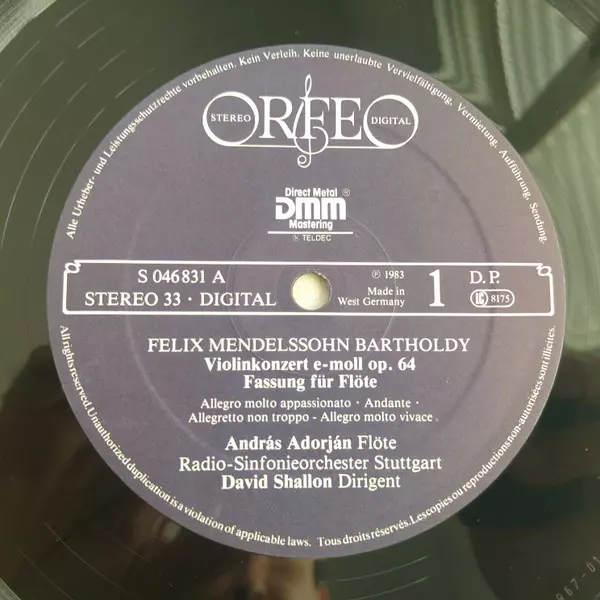 Alle Urheber- und Leistungsschutzrechte vorbehalten. Kein Verleih. Keine unerlaubte Vervielfältigung, Vermietung, Aufführung, Sendung.
STEREO ORFEO DIGITAL
Direct Metal
DMM
Mastering
℗ TELDEC
S 046831 A
STEREO 33 · DIGITAL
℗ 1983
Made in
West Germany
1
D.P.
LC 8175
FELIX MENDELSSOHN BARTHOLDY
Violinkonzert e-moll op. 64
Fassung für Flöte
Allegro molto appassionato · Andante ·
Allegretto non troppo - Allegro molto vivace
András Adorján Flöte
Radio-Sinfonieorchester Stuttgart
David Shallon Dirigent
All rights reserved. Unauthorized duplication is a violation of applicable laws. Tous droits réservés. Les copies ou reproductions non-autorisées sont illicites.